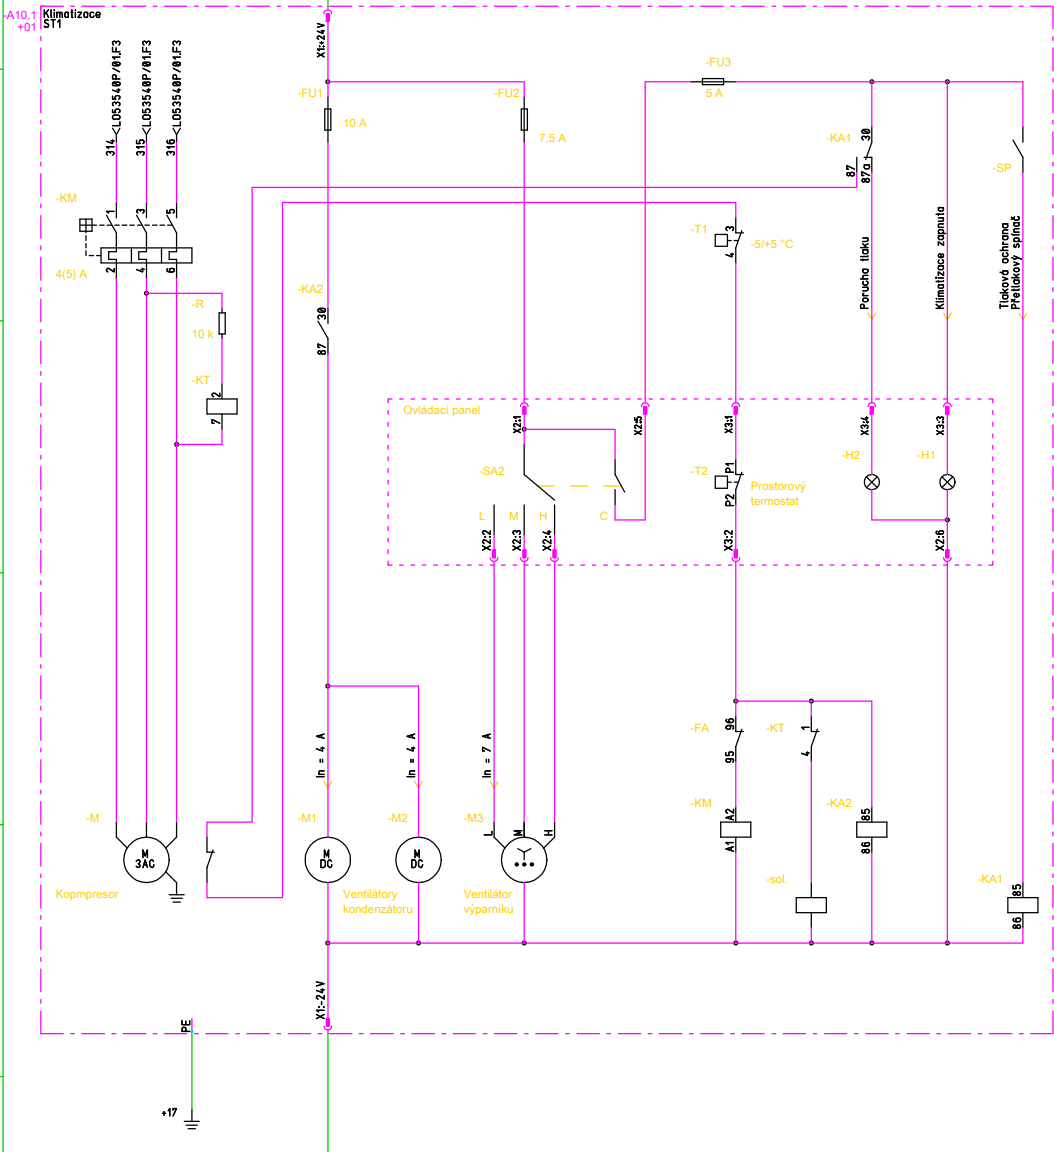 -A10.1
+01
Klimatizace
ST1
X1:+24V
314
L053540P/01.F3
315
L053540P/01.F3
316
L053540P/01.F3
-FU1
10 A
-FU2
7,5 A
-FU3
5 A
-KA1
30
87
87a
-SP
-KM
1
3
5
2
4
6
4(5) A
-T1
3
4
-5/+5 °C
Porucha tlaku
Klimatizace zapnuta
Tlaková ochrana
Přetlakový spínač
-KA2
30
87
-R
10 k
-KT
2
7
Ovládací panel
X2:1
X2:5
X3:1
X3:4
X3:3
-SA2
L
M
H
C
-T2
P1
P2
Prostorový
termostat
-H2
-H1
X2:2
X2:3
X2:4
X3:2
X2:6
In = 4 A
In = 4 A
In = 7 A
-FA
96
95
-KT
1
4
-M
M
3AC
Kopmpresor
-M1
M
DC
-M2
M
DC
Ventilátory
kondenzátoru
-M3
L
M
H
Ventilátor
výparníku
-KM
A2
A1
-KA2
85
86
-sol.
-KA1
85
86
X1:-24V
PE
+17